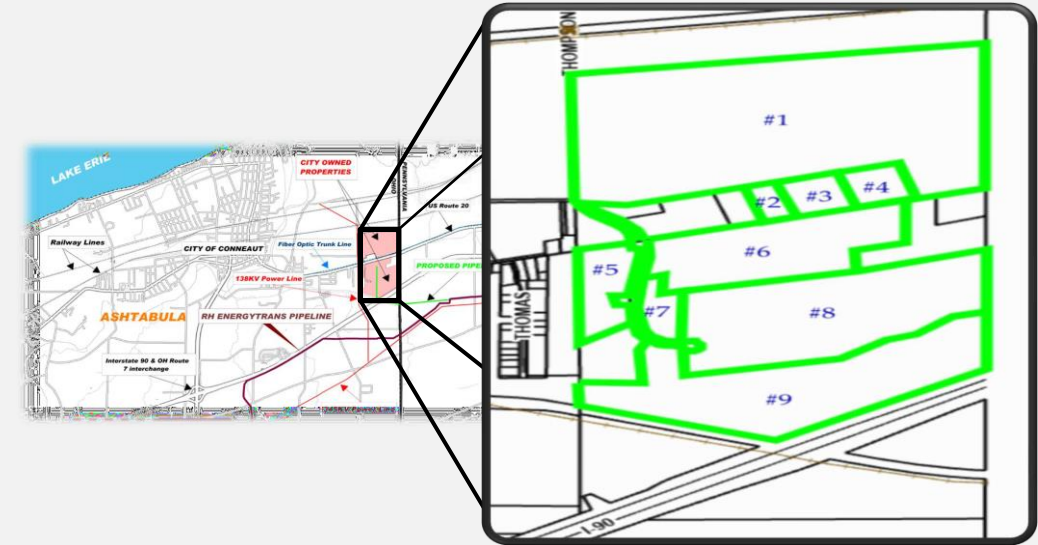 LAKE ERIE
CITY OWNED
PROPERTIES
PENNSYLVANIA
OHIO
US Route 20
Railway Lines
CITY OF CONNEAUT
Fiber Optic Trunk Line
138KV Power Line
PROPOSED PIPE
ASHTABULA
RH ENERGYTRANS PIPELINE
Interstate 90 & OH Route
7 interchange
THOMPSON
#1
#2
#3
#4
#5
#6
#7
#8
#9
THOMAS
I-90